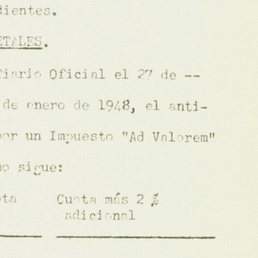 dientes.
ETALES.
Diario Oficial el 27 de --
de enero de 1948, el anti-
por un Impuesto "Ad Valorem"
mo sigue:
ota Cuota más 2 %
adicional